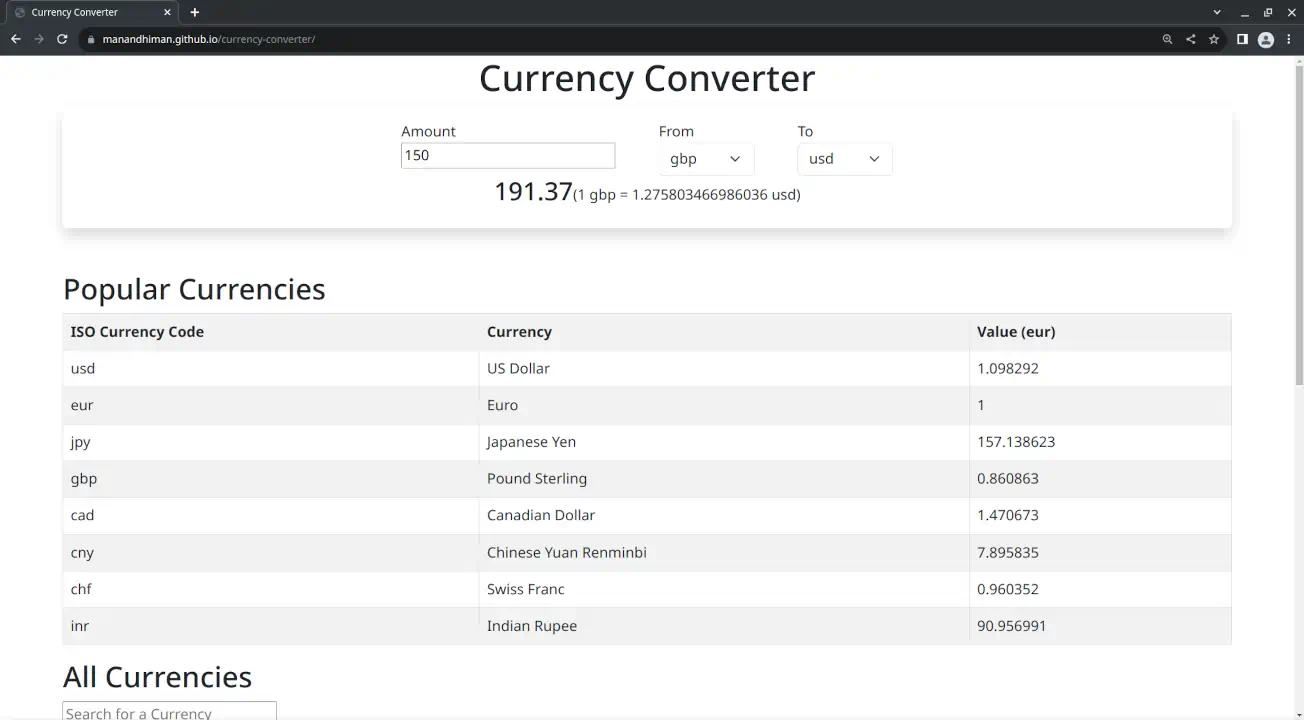 Currency Converter
manandhiman.github.io/currency-converter/
Currency Converter
Amount From To
150 gbp usd
191.37(1 gbp = 1.275803466986036 usd)
Popular Currencies
ISO Currency Code Currency Value (eur)
usd US Dollar 1.098292
eur Euro 1
jpy Japanese Yen 157.138623
gbp Pound Sterling 0.860863
cad Canadian Dollar 1.470673
cny Chinese Yuan Renminbi 7.895835
chf Swiss Franc 0.960352
inr Indian Rupee 90.956991
All Currencies
Search for a Currency